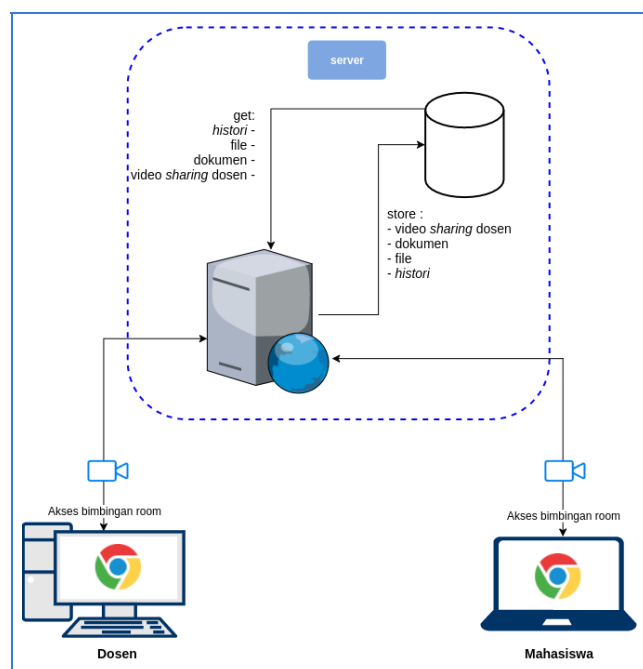 server
get:
histori -
file -
dokumen -
video sharing dosen -
store :
- video sharing dosen
- dokumen
- file
- histori
Akses bimbingan room
Akses bimbingan room
Dosen
Mahasiswa